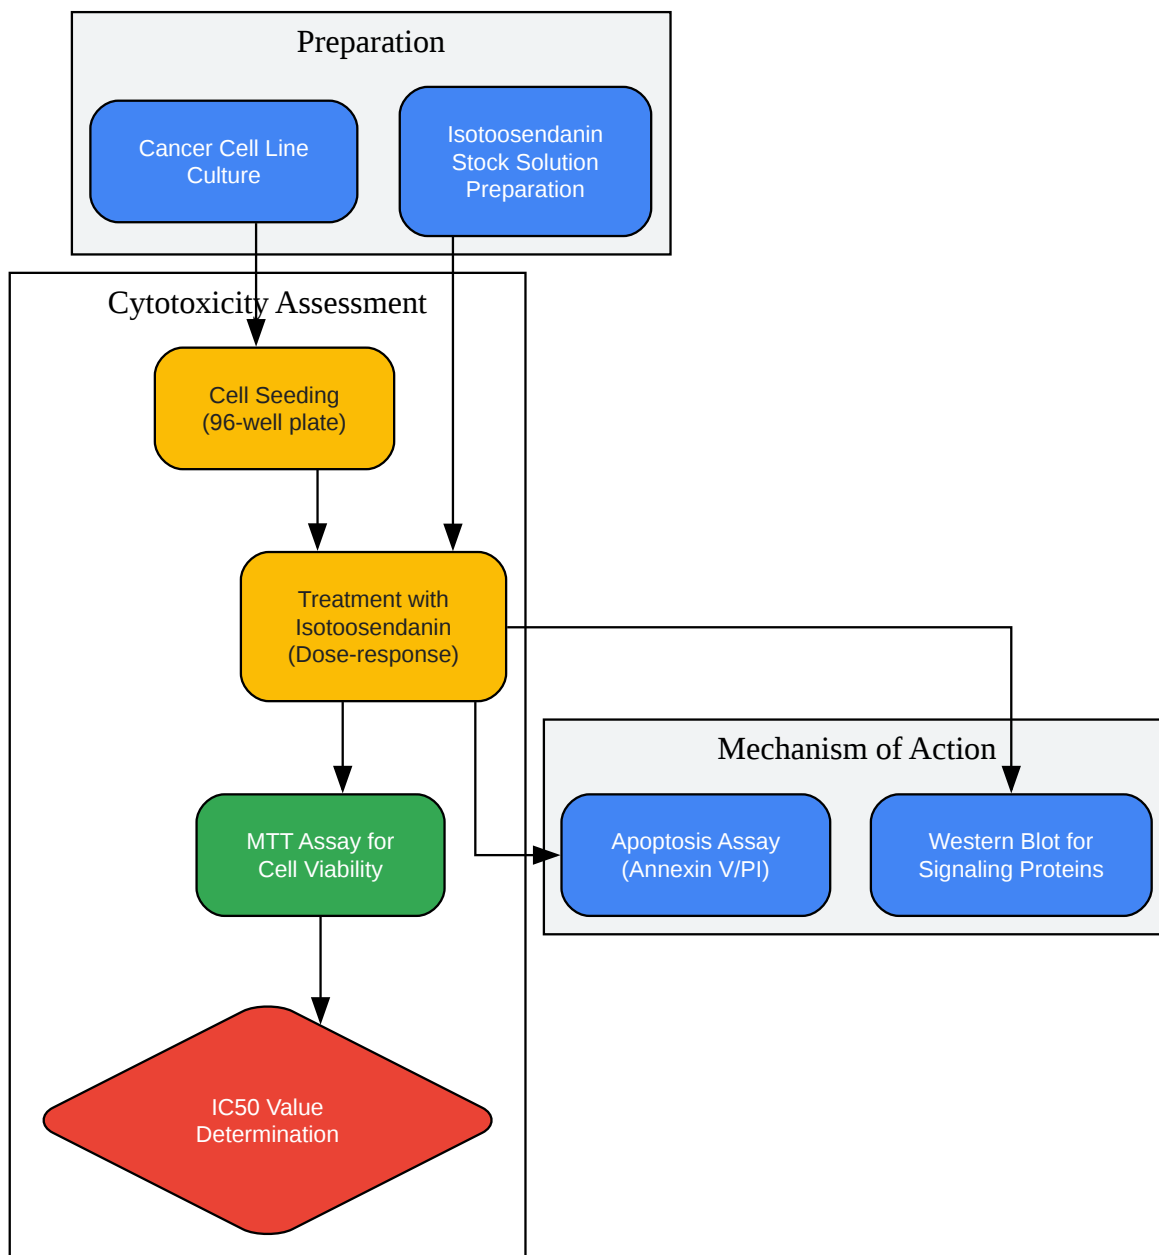 Preparation
Cancer Cell Line
Culture
Isotoosendanin
Stock Solution
Preparation
Cytotoxicity Assessment
Cell Seeding
(96-well plate)
Treatment with
Isotoosendanin
(Dose-response)
Mechanism of Action
MTT Assay for
Cell Viability
Apoptosis Assay
(Annexin V/PI)
Western Blot for
Signaling Proteins
IC50 Value
Determination